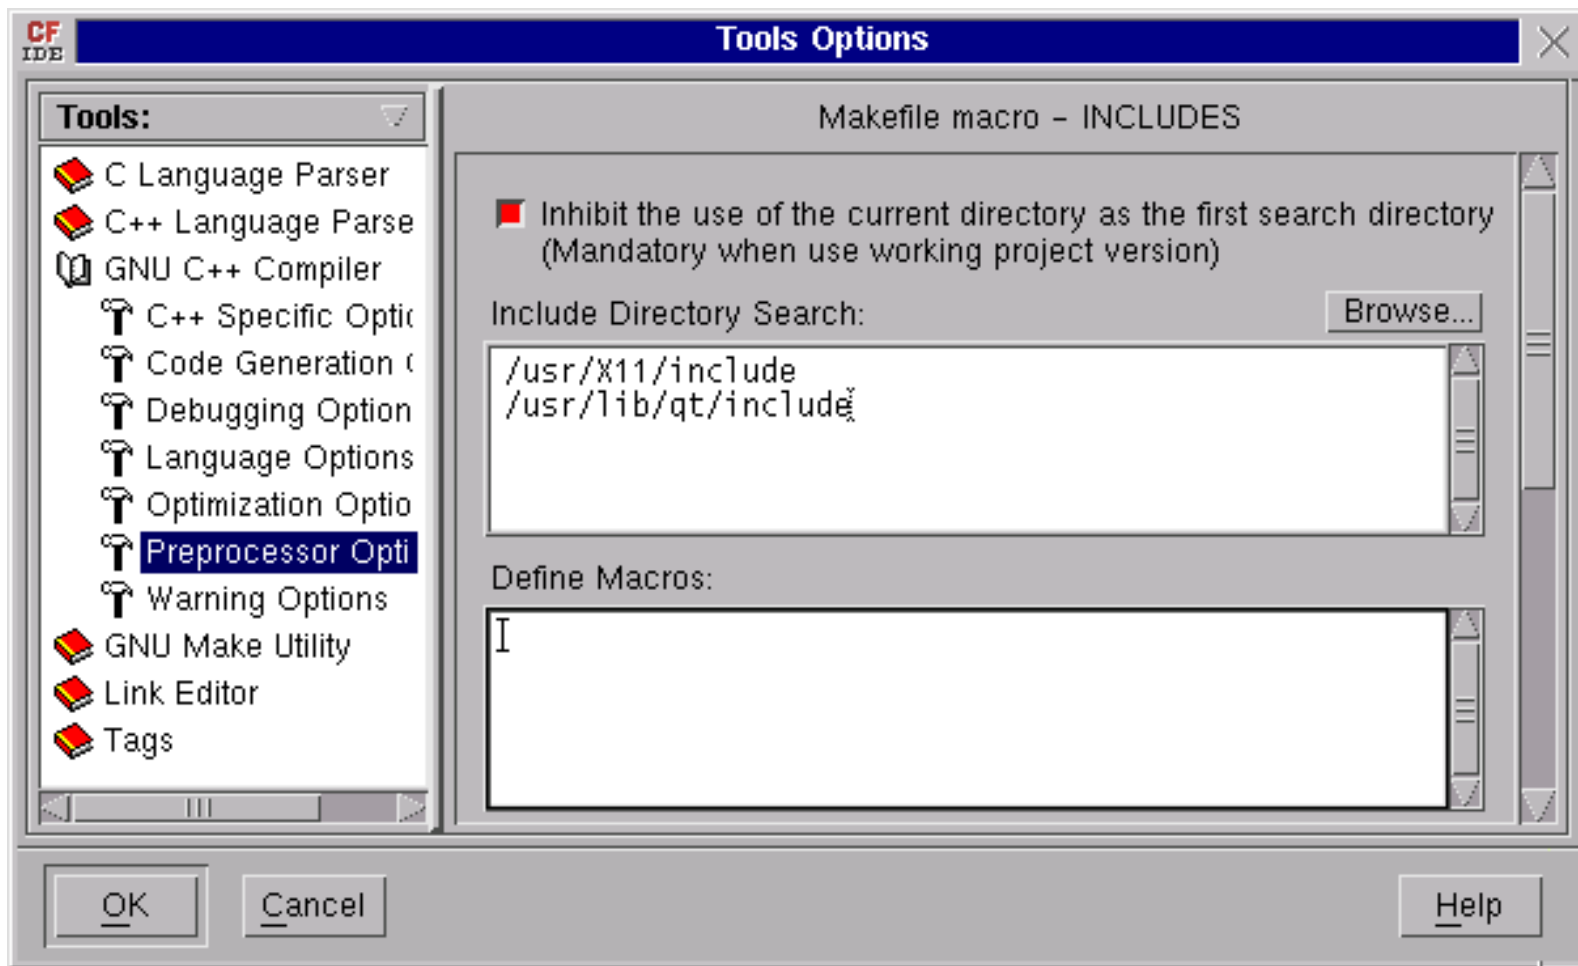 CF
IDE
Tools Options
Tools:
C Language Parser
C++ Language Parse
GNU C++ Compiler
C++ Specific Optic
Code Generation (
Debugging Option
Language Options
Optimization Optio
Preprocessor Opti
Warning Options
GNU Make Utility
Link Editor
Tags
Makefile macro – INCLUDES
Inhibit the use of the current directory as the first search directory
(Mandatory when use working project version)
Include Directory Search:
Browse...
/usr/X11/include
/usr/lib/qt/include
Define Macros:
OK
Cancel
Help